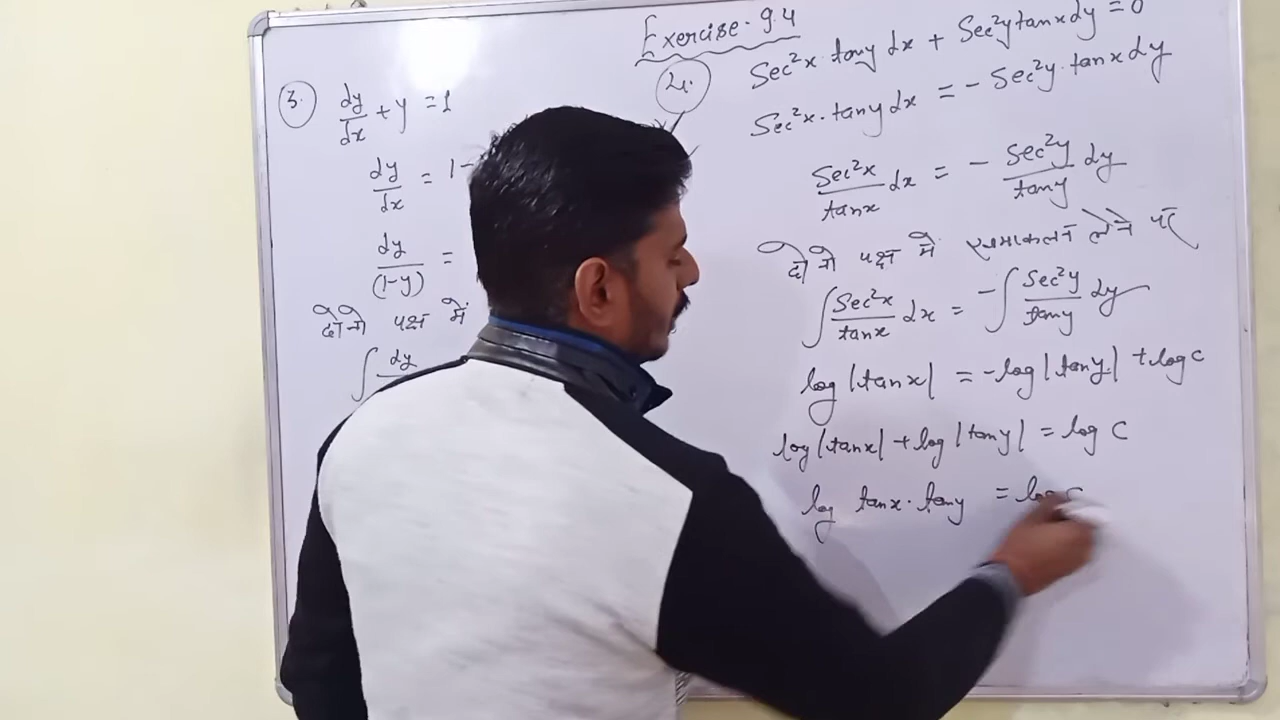 Exercise-9.4
3. dy/dx + y = 1
dy/dx = 1-
dy/(1-y) =
दोनो पक्ष में
∫ dy
4. Sec²x·tany dx + Sec²y tanx dy = 0
Sec²x·tany dx = - Sec²y·tanx dy
Sec²x/tanx dx = - Sec²y/tany dy
दोनो पक्ष में समाकलन लेने पर
∫ Sec²x/tanx dx = -∫ Sec²y/tany dy
log|tanx| = -log|tany| + log C
log|tanx| + log|tany| = log C
log tanx·tany = log C